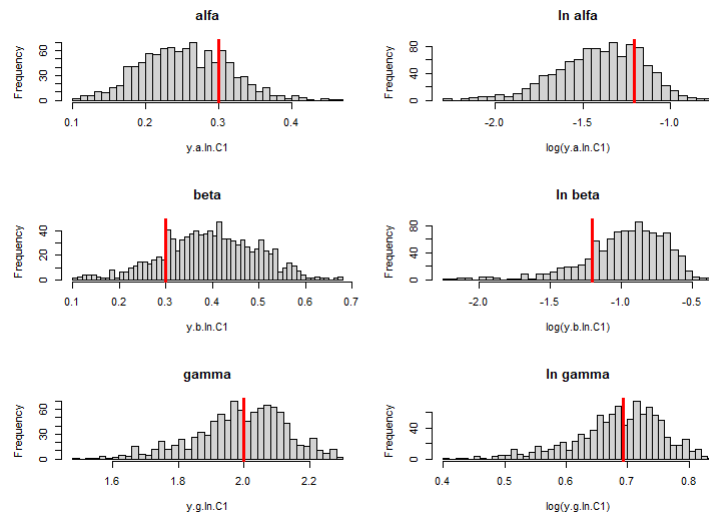 alfa
Frequency
0 30 60
0.1 0.2 0.3 0.4
y.a.ln.C1
ln alfa
Frequency
0 40 80
-2.0 -1.5 -1.0
log(y.a.ln.C1)
beta
Frequency
0 20 40
0.1 0.2 0.3 0.4 0.5 0.6 0.7
y.b.ln.C1
ln beta
Frequency
0 40 80
-2.0 -1.5 -1.0 -0.5
log(y.b.ln.C1)
gamma
Frequency
0 30 60
1.6 1.8 2.0 2.2
y.g.ln.C1
ln gamma
Frequency
0 40
0.4 0.5 0.6 0.7 0.8
log(y.g.ln.C1)